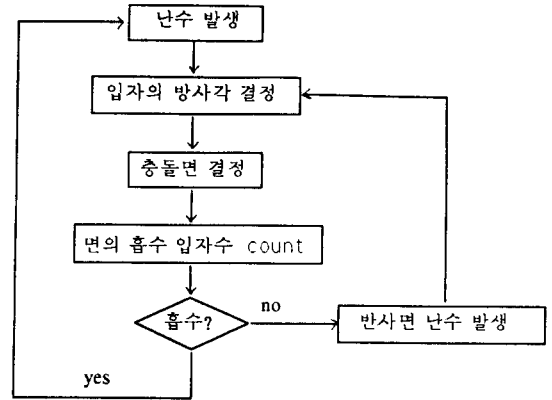 난수 발생
입자의 방사각 결정
충돌면 결정
면의 흡수 입자수 count
흡수?
no
반사면 난수 발생
yes